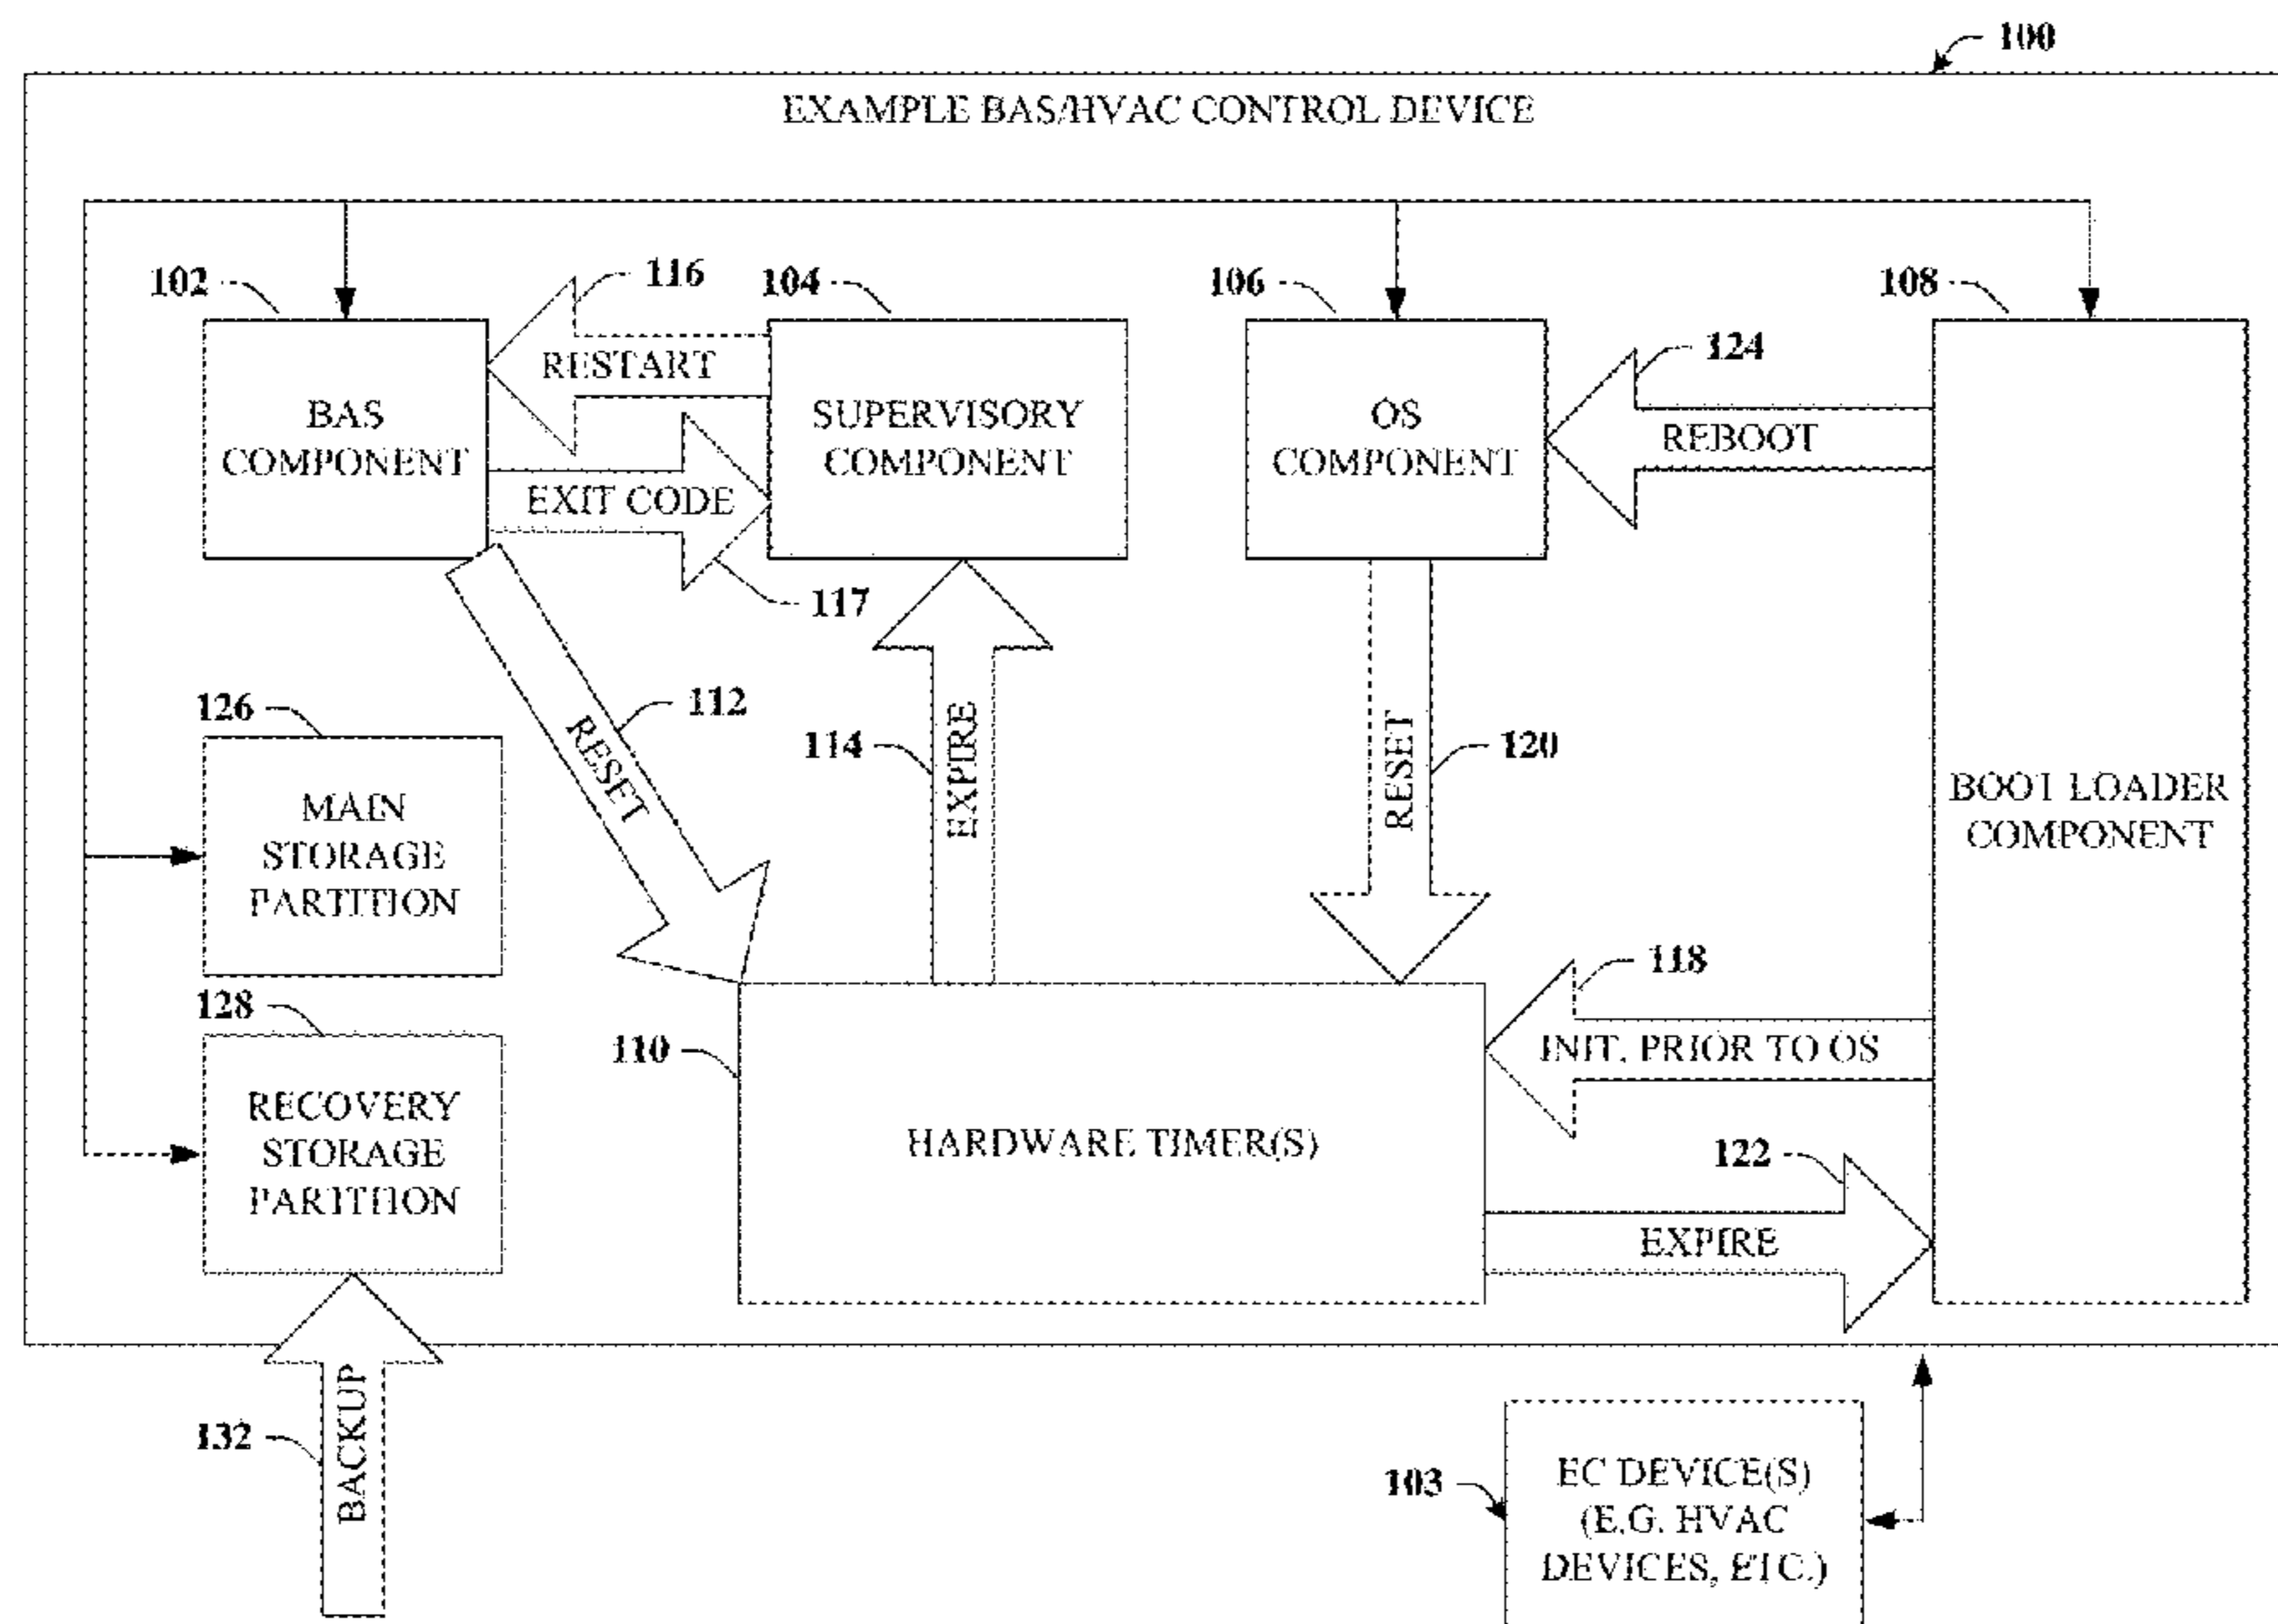 100
EXAMPLE BAS/HVAC CONTROL DEVICE
102
116
104
106
108
124
RESTART
BAS
COMPONENT
SUPERVISORY
COMPONENT
OS
COMPONENT
REBOOT
EXIT CODE
117
126
112
RESET
114
EXPIRE
RESET
120
MAIN
STORAGE
PARTITION
BOOT LOADER
COMPONENT
118
128
110
INIT. PRIOR TO OS
RECOVERY
STORAGE
PARTITION
HARDWARE TIMER(S)
122
EXPIRE
132
BACKUP
103
EC DEVICE(S)
(E.G. HVAC
DEVICES, ETC.)